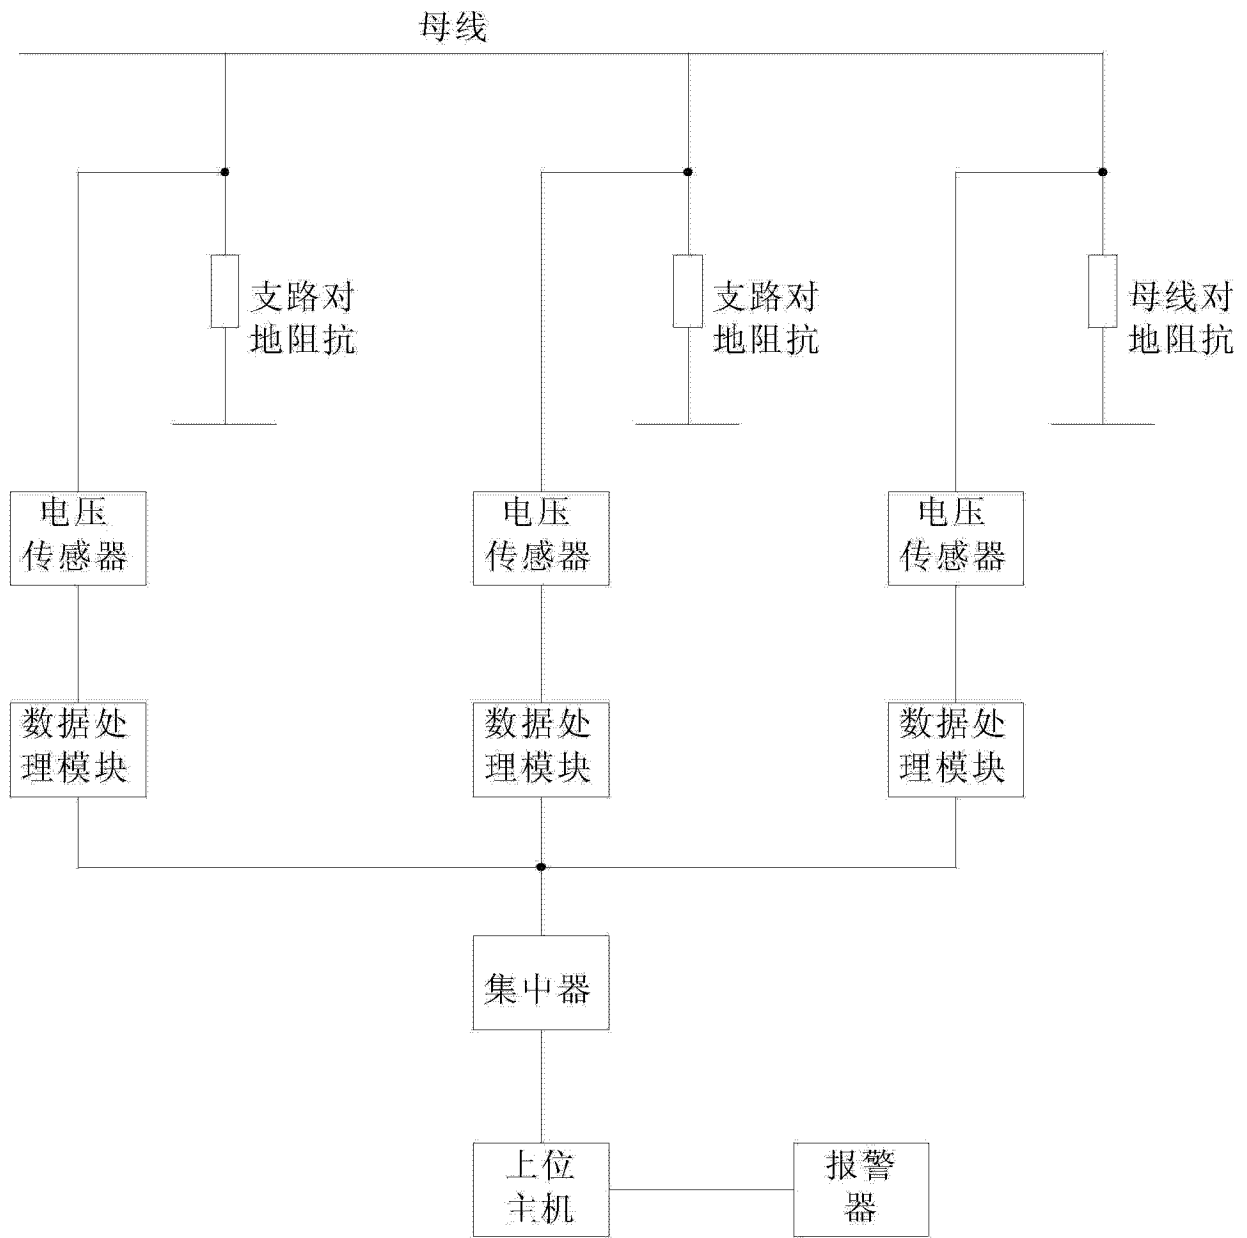 母线
支路对
地阻抗
支路对
地阻抗
母线对
地阻抗
电压
传感器
电压
传感器
电压
传感器
数据处
理模块
数据处
理模块
数据处
理模块
集中器
上位
主机
报警
器